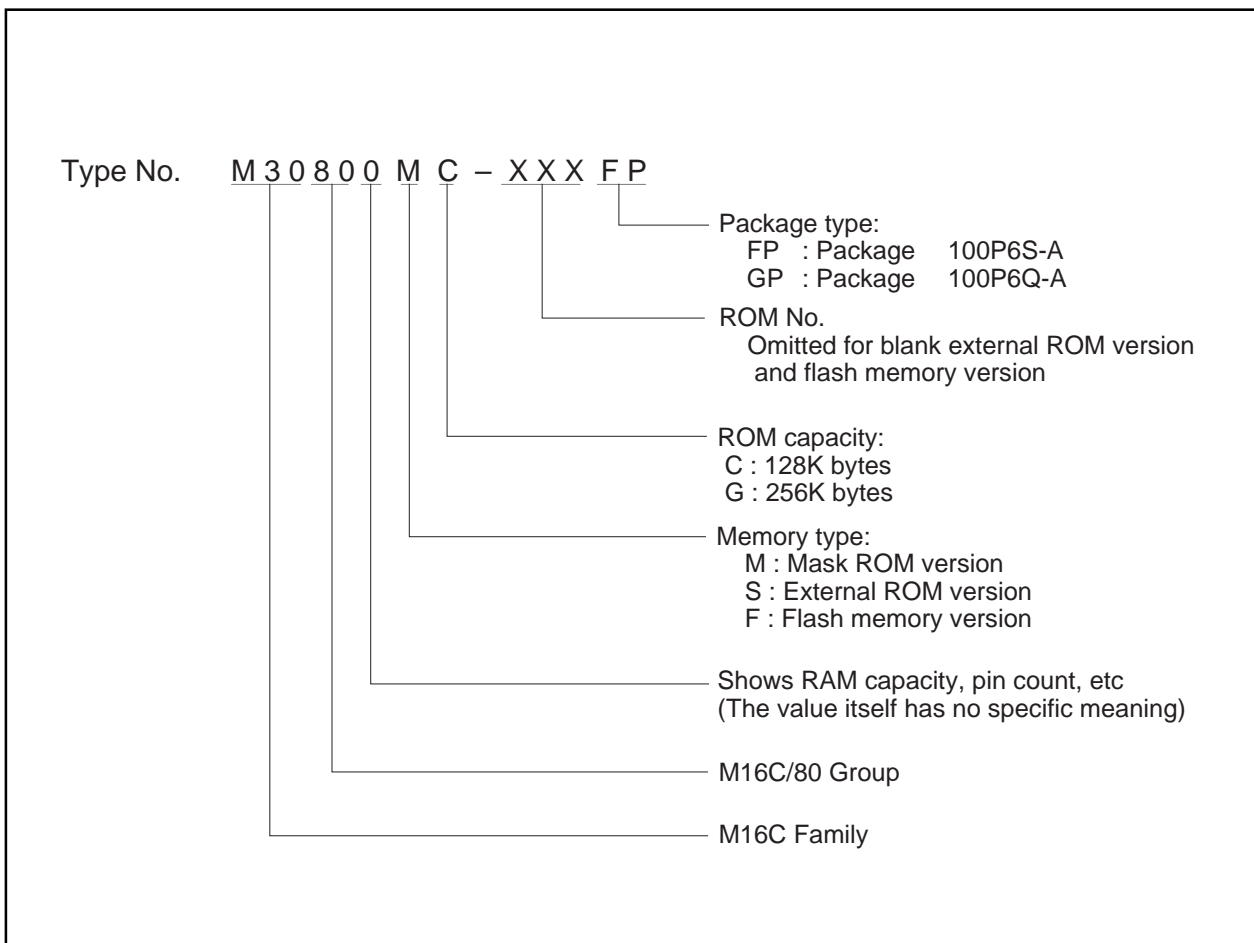 Type No. M 3 0 8 0 0 M C – X X X F P
Package type:
FP : Package 100P6S-A
GP : Package 100P6Q-A
ROM No.
Omitted for blank external ROM version
and flash memory version
ROM capacity:
C : 128K bytes
G : 256K bytes
Memory type:
M : Mask ROM version
S : External ROM version
F : Flash memory version
Shows RAM capacity, pin count, etc
(The value itself has no specific meaning)
M16C/80 Group
M16C Family